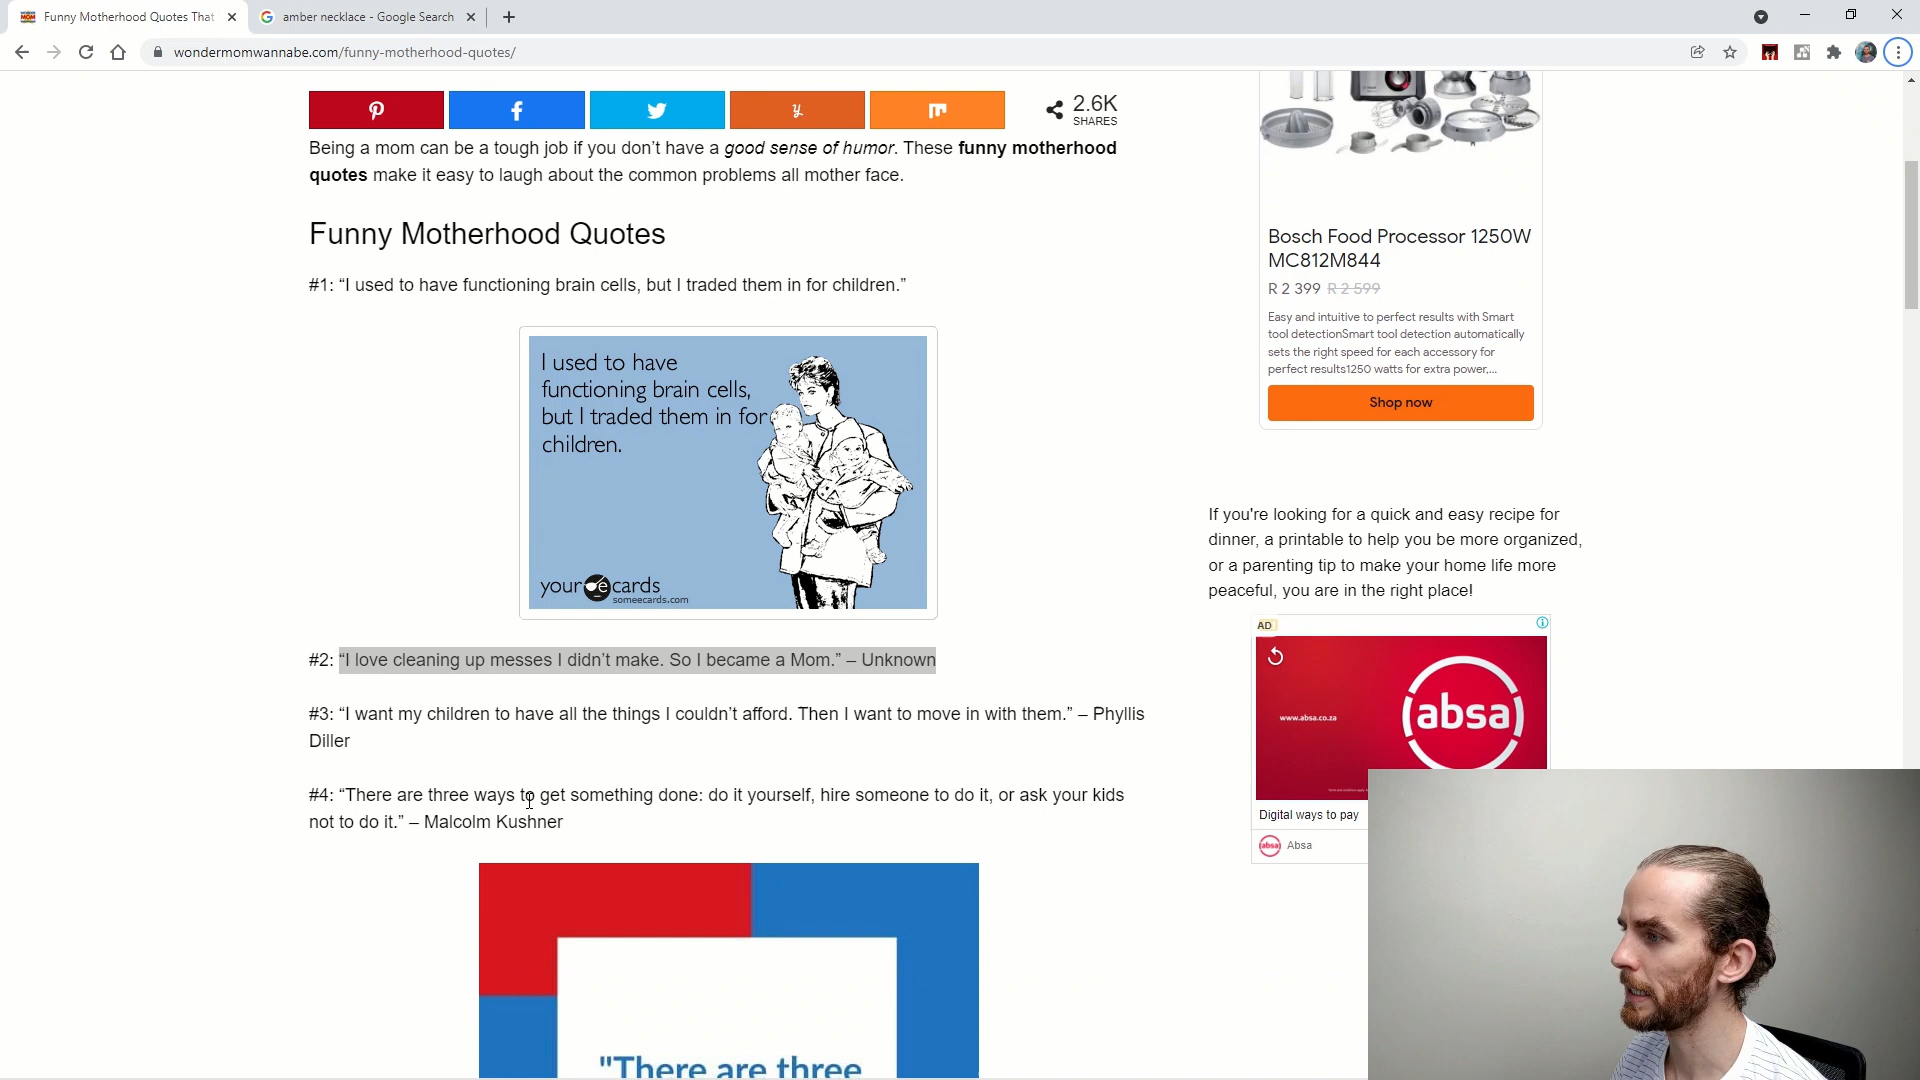 Funny Motherhood Quotes That
amber necklace - Google Search
wondermomwannabe.com/funny-motherhood-quotes/
2.6K
SHARES
Being a mom can be a tough job if you don’t have a good sense of humor. These funny motherhood
quotes make it easy to laugh about the common problems all mother face.
Funny Motherhood Quotes
#1: “I used to have functioning brain cells, but I traded them in for children.”
I used to have
functioning brain cells,
but I traded them in for
children.
your e cards
someecards.com
#2: “I love cleaning up messes I didn’t make. So I became a Mom.” – Unknown
#3: “I want my children to have all the things I couldn’t afford. Then I want to move in with them.” – Phyllis
Diller
#4: “There are three ways to get something done: do it yourself, hire someone to do it, or ask your kids
not to do it.” – Malcolm Kushner
"There are three
Bosch Food Processor 1250W
MC812M844
R 2 399 R 2 599
Easy and intuitive to perfect results with Smart
tool detectionSmart tool detection automatically
sets the right speed for each accessory for
perfect results1250 watts for extra power,...
Shop now
If you're looking for a quick and easy recipe for
dinner, a printable to help you be more organized,
or a parenting tip to make your home life more
peaceful, you are in the right place!
AD
www.absa.co.za
absa
Digital ways to pay
absa
Absa